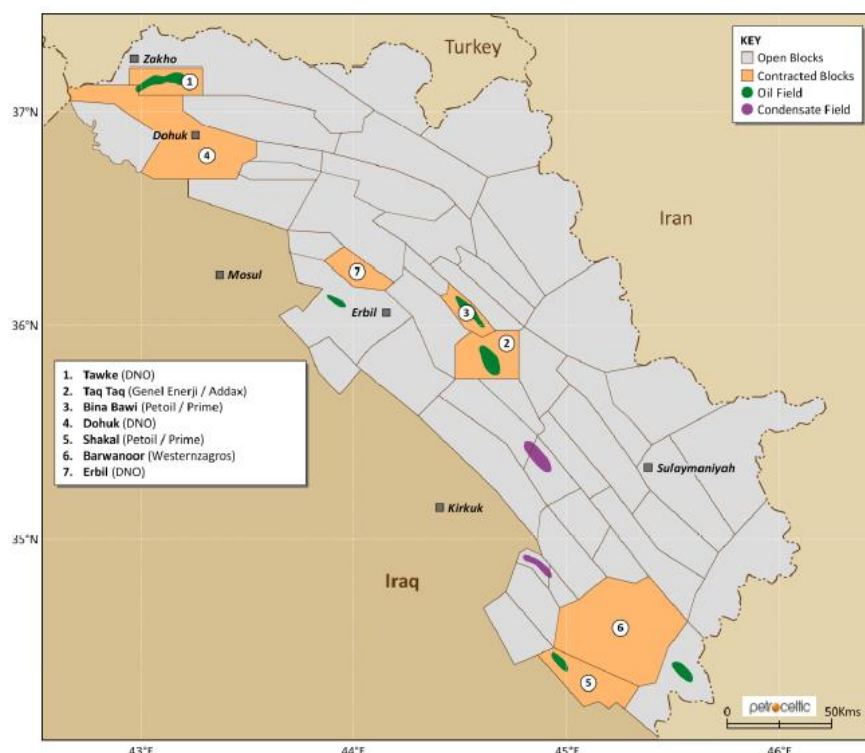 Turkey
KEY
Open Blocks
Contracted Blocks
Oil Field
Condensate Field
Zakho
1
37°N
Dohuk
4
Iran
Mosul
7
Erbil
3
36°N
2
1. Tawke (DNO)
2. Taq Taq (Genel Enerji / Addax)
3. Bina Bawi (Petoil / Prime)
4. Dohuk (DNO)
5. Shakal (Petoil / Prime)
6. Barwanoor (Westernzagros)
7. Erbil (DNO)
Sulaymaniyah
Kirkuk
35°N
Iraq
6
5
petroceltic
0 50Kms
43°E 44°E 45°E 46°E